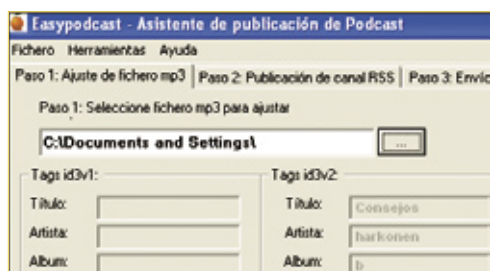 Easypodcast - Asistente de publicación de Podcast
Fichero Herramientas Ayuda
Paso 1: Ajuste de fichero mp3 Paso 2: Publicación de canal RSS Paso 3: Envío
Paso 1: Seleccione fichero mp3 para ajustar
C:\Documents and Settings\ ...
Tags id3v1: Tags id3v2:
Título: Título: Consejos
Artista: Artista: harkonen
Album: Album: b